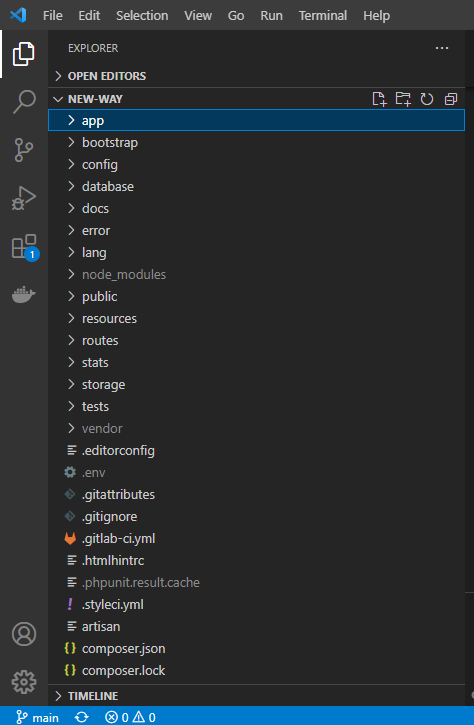 File Edit Selection View Go Run Terminal Help
EXPLORER
OPEN EDITORS
NEW-WAY
app
bootstrap
config
database
docs
error
lang
node_modules
public
resources
routes
stats
storage
tests
vendor
.editorconfig
.env
.gitattributes
.gitignore
.gitlab-ci.yml
.htmlhintrc
.phpunit.result.cache
.styleci.yml
artisan
composer.json
composer.lock
TIMELINE
1
main 0 0